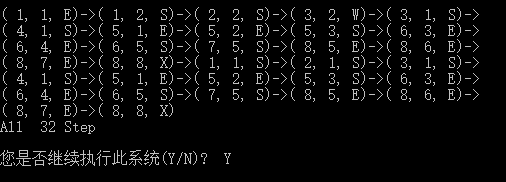 ( 1, 1, E)->( 1, 2, S)->( 2, 2, S)->( 3, 2, W)->( 3, 1, S)->
( 4, 1, S)->( 5, 1, E)->( 5, 2, E)->( 5, 3, S)->( 6, 3, E)->
( 6, 4, E)->( 6, 5, S)->( 7, 5, S)->( 8, 5, E)->( 8, 6, E)->
( 8, 7, E)->( 8, 8, X)->( 1, 1, S)->( 2, 1, S)->( 3, 1, S)->
( 4, 1, S)->( 5, 1, E)->( 5, 2, E)->( 5, 3, S)->( 6, 3, E)->
( 6, 4, E)->( 6, 5, S)->( 7, 5, S)->( 8, 5, E)->( 8, 6, E)->
( 8, 7, E)->( 8, 8, X)
All  32 Step
您是否继续执行此系统(Y/N)?  Y